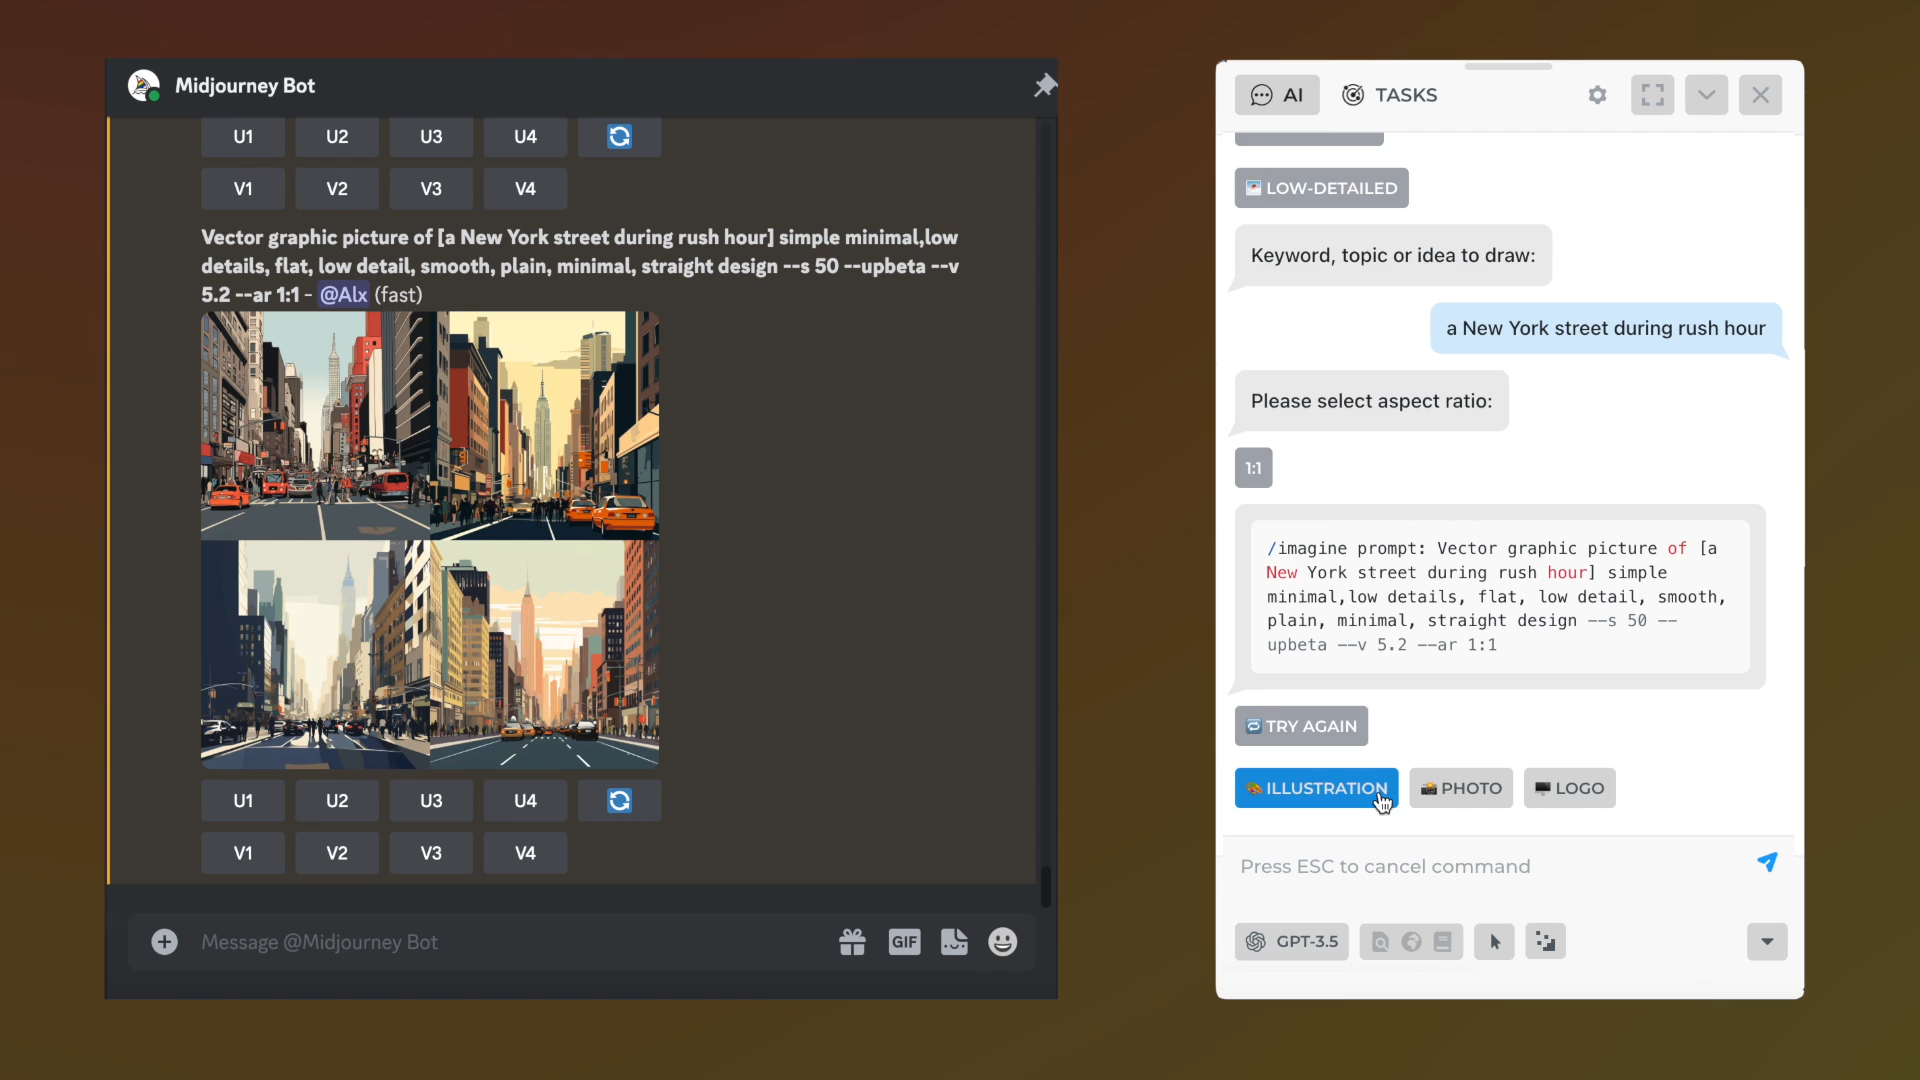 Midjourney Bot
U1 U2 U3 U4
V1 V2 V3 V4
Vector graphic picture of [a New York street during rush hour] simple minimal,low
details, flat, low detail, smooth, plain, minimal, straight design --s 50 --upbeta --v
5.2 --ar 1:1 - @Alx (fast)
U1 U2 U3 U4
V1 V2 V3 V4
Message @Midjourney Bot
GIF
AI TASKS
LOW-DETAILED
Keyword, topic or idea to draw:
a New York street during rush hour
Please select aspect ratio:
1:1
/imagine prompt: Vector graphic picture of [a
New York street during rush hour] simple
minimal,low details, flat, low detail, smooth,
plain, minimal, straight design --s 50 --
upbeta --v 5.2 --ar 1:1
TRY AGAIN
ILLUSTRATION PHOTO LOGO
Press ESC to cancel command
GPT-3.5